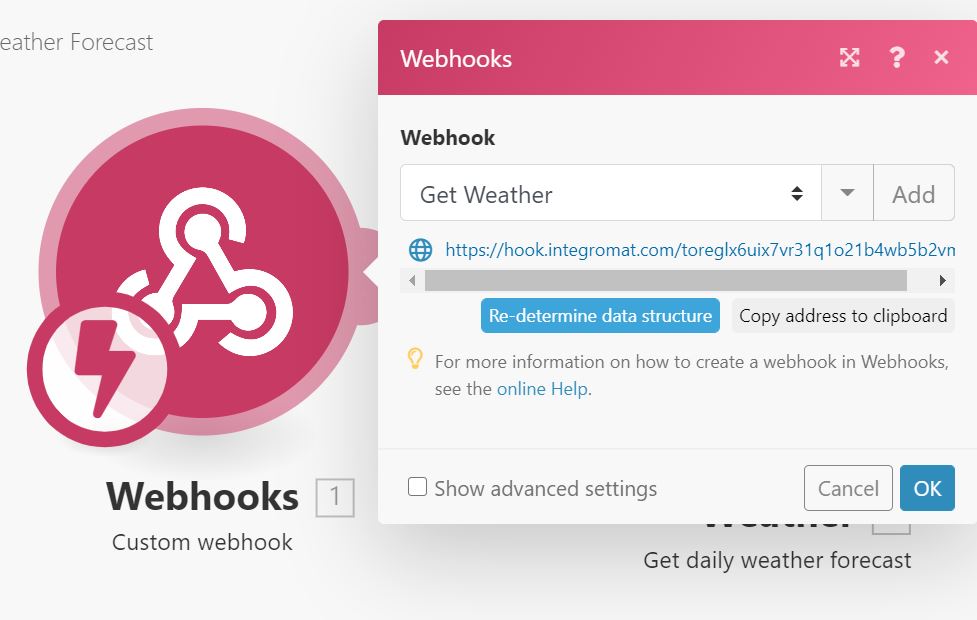 eather Forecast
Webhooks
Webhook
Get Weather
Add
https://hook.integromat.com/toreglx6uix7vr31q1o21b4wb5b2vn
Re-determine data structure
Copy address to clipboard
For more information on how to create a webhook in Webhooks,
see the online Help.
Show advanced settings
Cancel
OK
Webhooks 1
Custom webhook
Weather
Get daily weather forecast